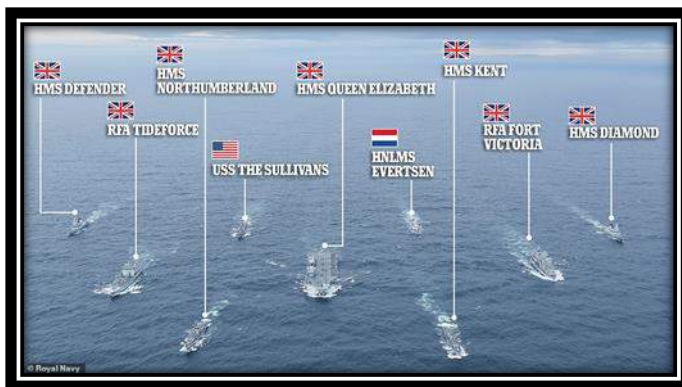 HMS DEFENDER
RFA TIDEFORCE
HMS
NORTHUMBERLAND
USS THE SULLIVANS
HMS QUEEN ELIZABETH
HNLMS
EVERTSEN
HMS KENT
RFA FORT
VICTORIA
HMS DIAMOND
© Royal Navy